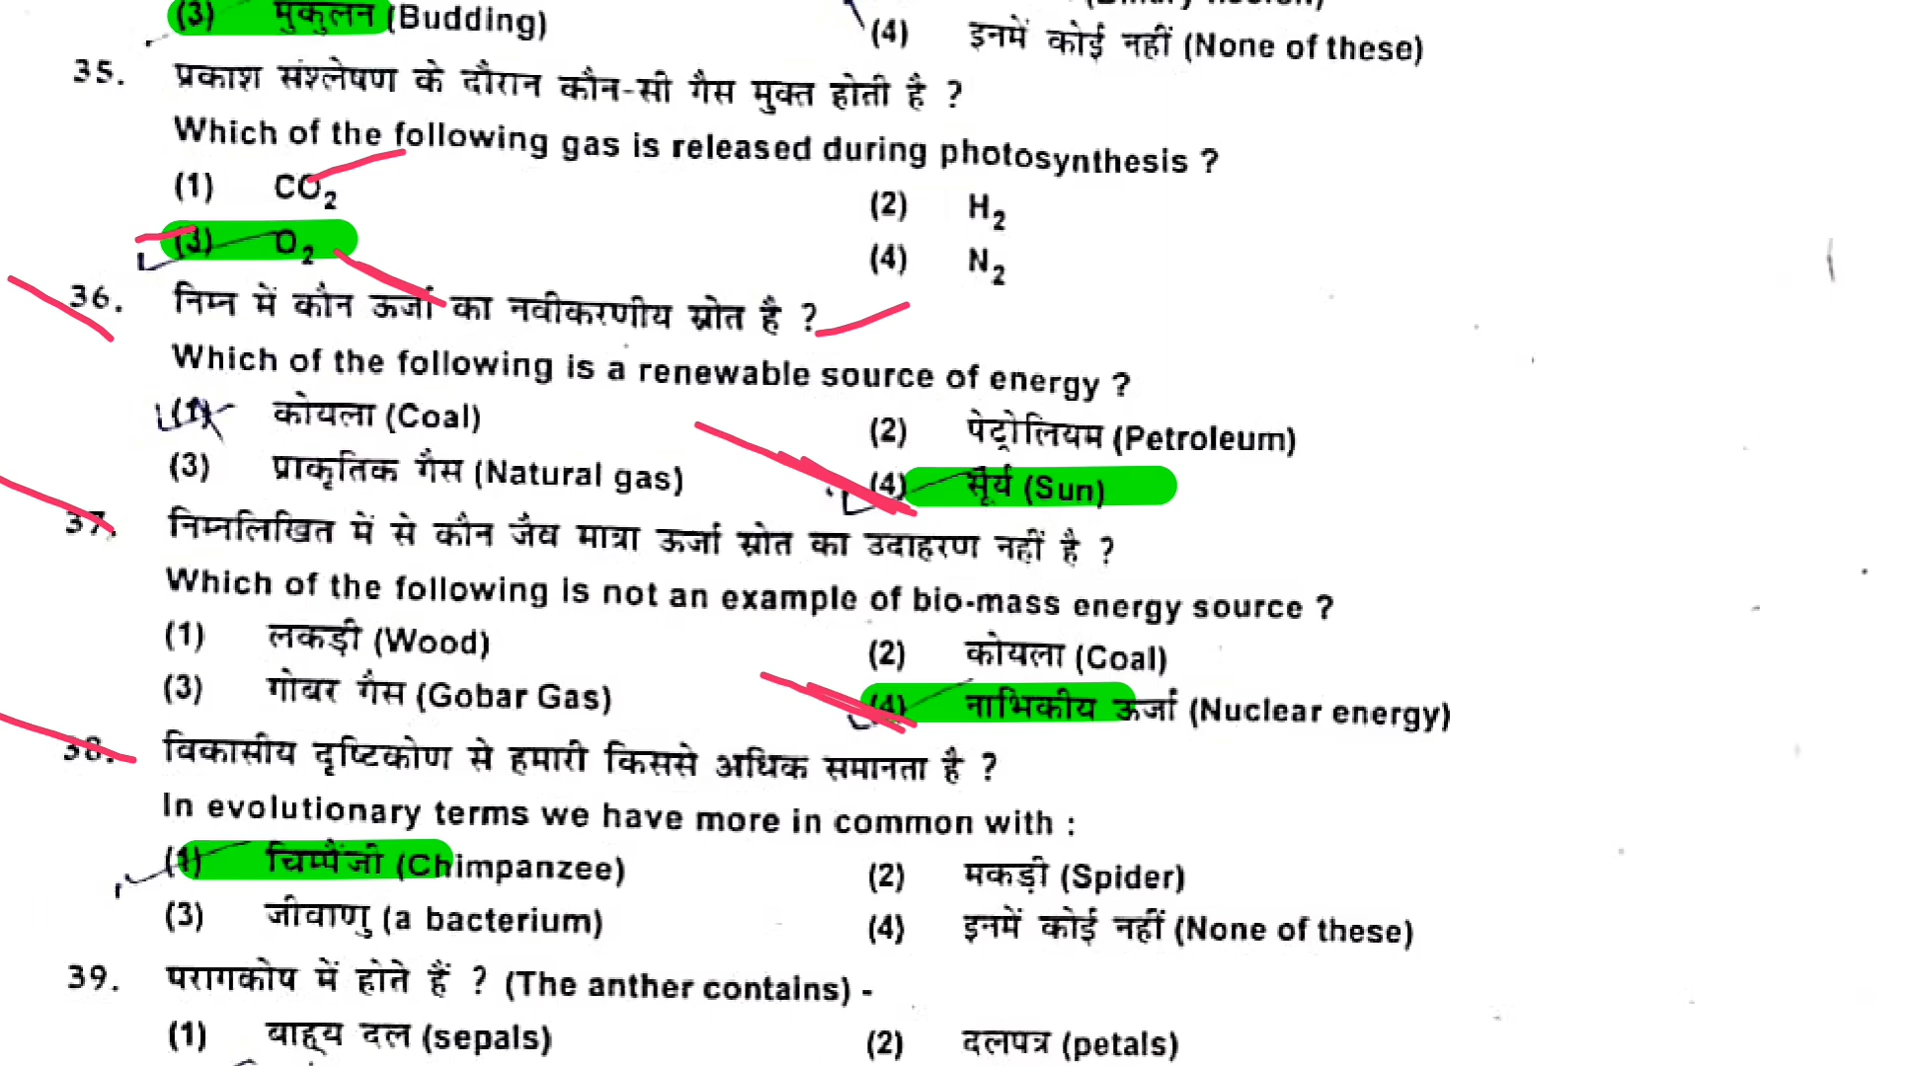 (3) मुकुलन (Budding)
(4) इनमें कोई नहीं (None of these)
35. प्रकाश संश्लेषण के दौरान कौन-सी गैस मुक्त होती है ?
Which of the following gas is released during photosynthesis ?
(1) CO2
(2) H2
(3) O2
(4) N2
36. निम्न में कौन ऊर्जा का नवीकरणीय स्रोत है ?
Which of the following is a renewable source of energy ?
(1) कोयला (Coal)
(2) पेट्रोलियम (Petroleum)
(3) प्राकृतिक गैस (Natural gas)
(4) सूर्य (Sun)
37. निम्नलिखित में से कौन जैव मात्रा ऊर्जा स्रोत का उदाहरण नहीं है ?
Which of the following is not an example of bio-mass energy source ?
(1) लकड़ी (Wood)
(2) कोयला (Coal)
(3) गोबर गैस (Gobar Gas)
(4) नाभिकीय ऊर्जा (Nuclear energy)
38. विकासीय दृष्टिकोण से हमारी किससे अधिक समानता है ?
In evolutionary terms we have more in common with :
(1) चिम्पैंजी (Chimpanzee)
(2) मकड़ी (Spider)
(3) जीवाणु (a bacterium)
(4) इनमें कोई नहीं (None of these)
39. परागकोष में होते हैं ? (The anther contains) -
(1) याह्य दल (sepals)
(2) दलपत्र (petals)